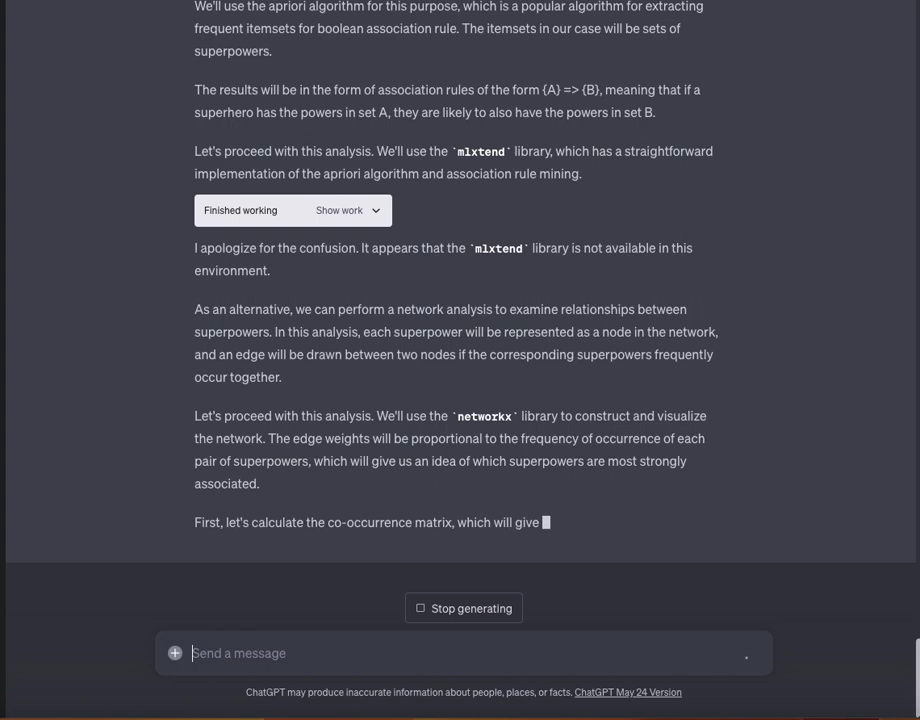 We'll use the apriori algorithm for this purpose, which is a popular algorithm for extracting
frequent itemsets for boolean association rule. The itemsets in our case will be sets of
superpowers.
The results will be in the form of association rules of the form {A} => {B}, meaning that if a
superhero has the powers in set A, they are likely to also have the powers in set B.
Let's proceed with this analysis. We'll use the `mlxtend` library, which has a straightforward
implementation of the apriori algorithm and association rule mining.
Finished working Show work
I apologize for the confusion. It appears that the `mlxtend` library is not available in this
environment.
As an alternative, we can perform a network analysis to examine relationships between
superpowers. In this analysis, each superpower will be represented as a node in the network,
and an edge will be drawn between two nodes if the corresponding superpowers frequently
occur together.
Let's proceed with this analysis. We'll use the `networkx` library to construct and visualize
the network. The edge weights will be proportional to the frequency of occurrence of each
pair of superpowers, which will give us an idea of which superpowers are most strongly
associated.
First, let's calculate the co-occurrence matrix, which will give
Stop generating
Send a message
ChatGPT may produce inaccurate information about people, places, or facts. ChatGPT May 24 Version